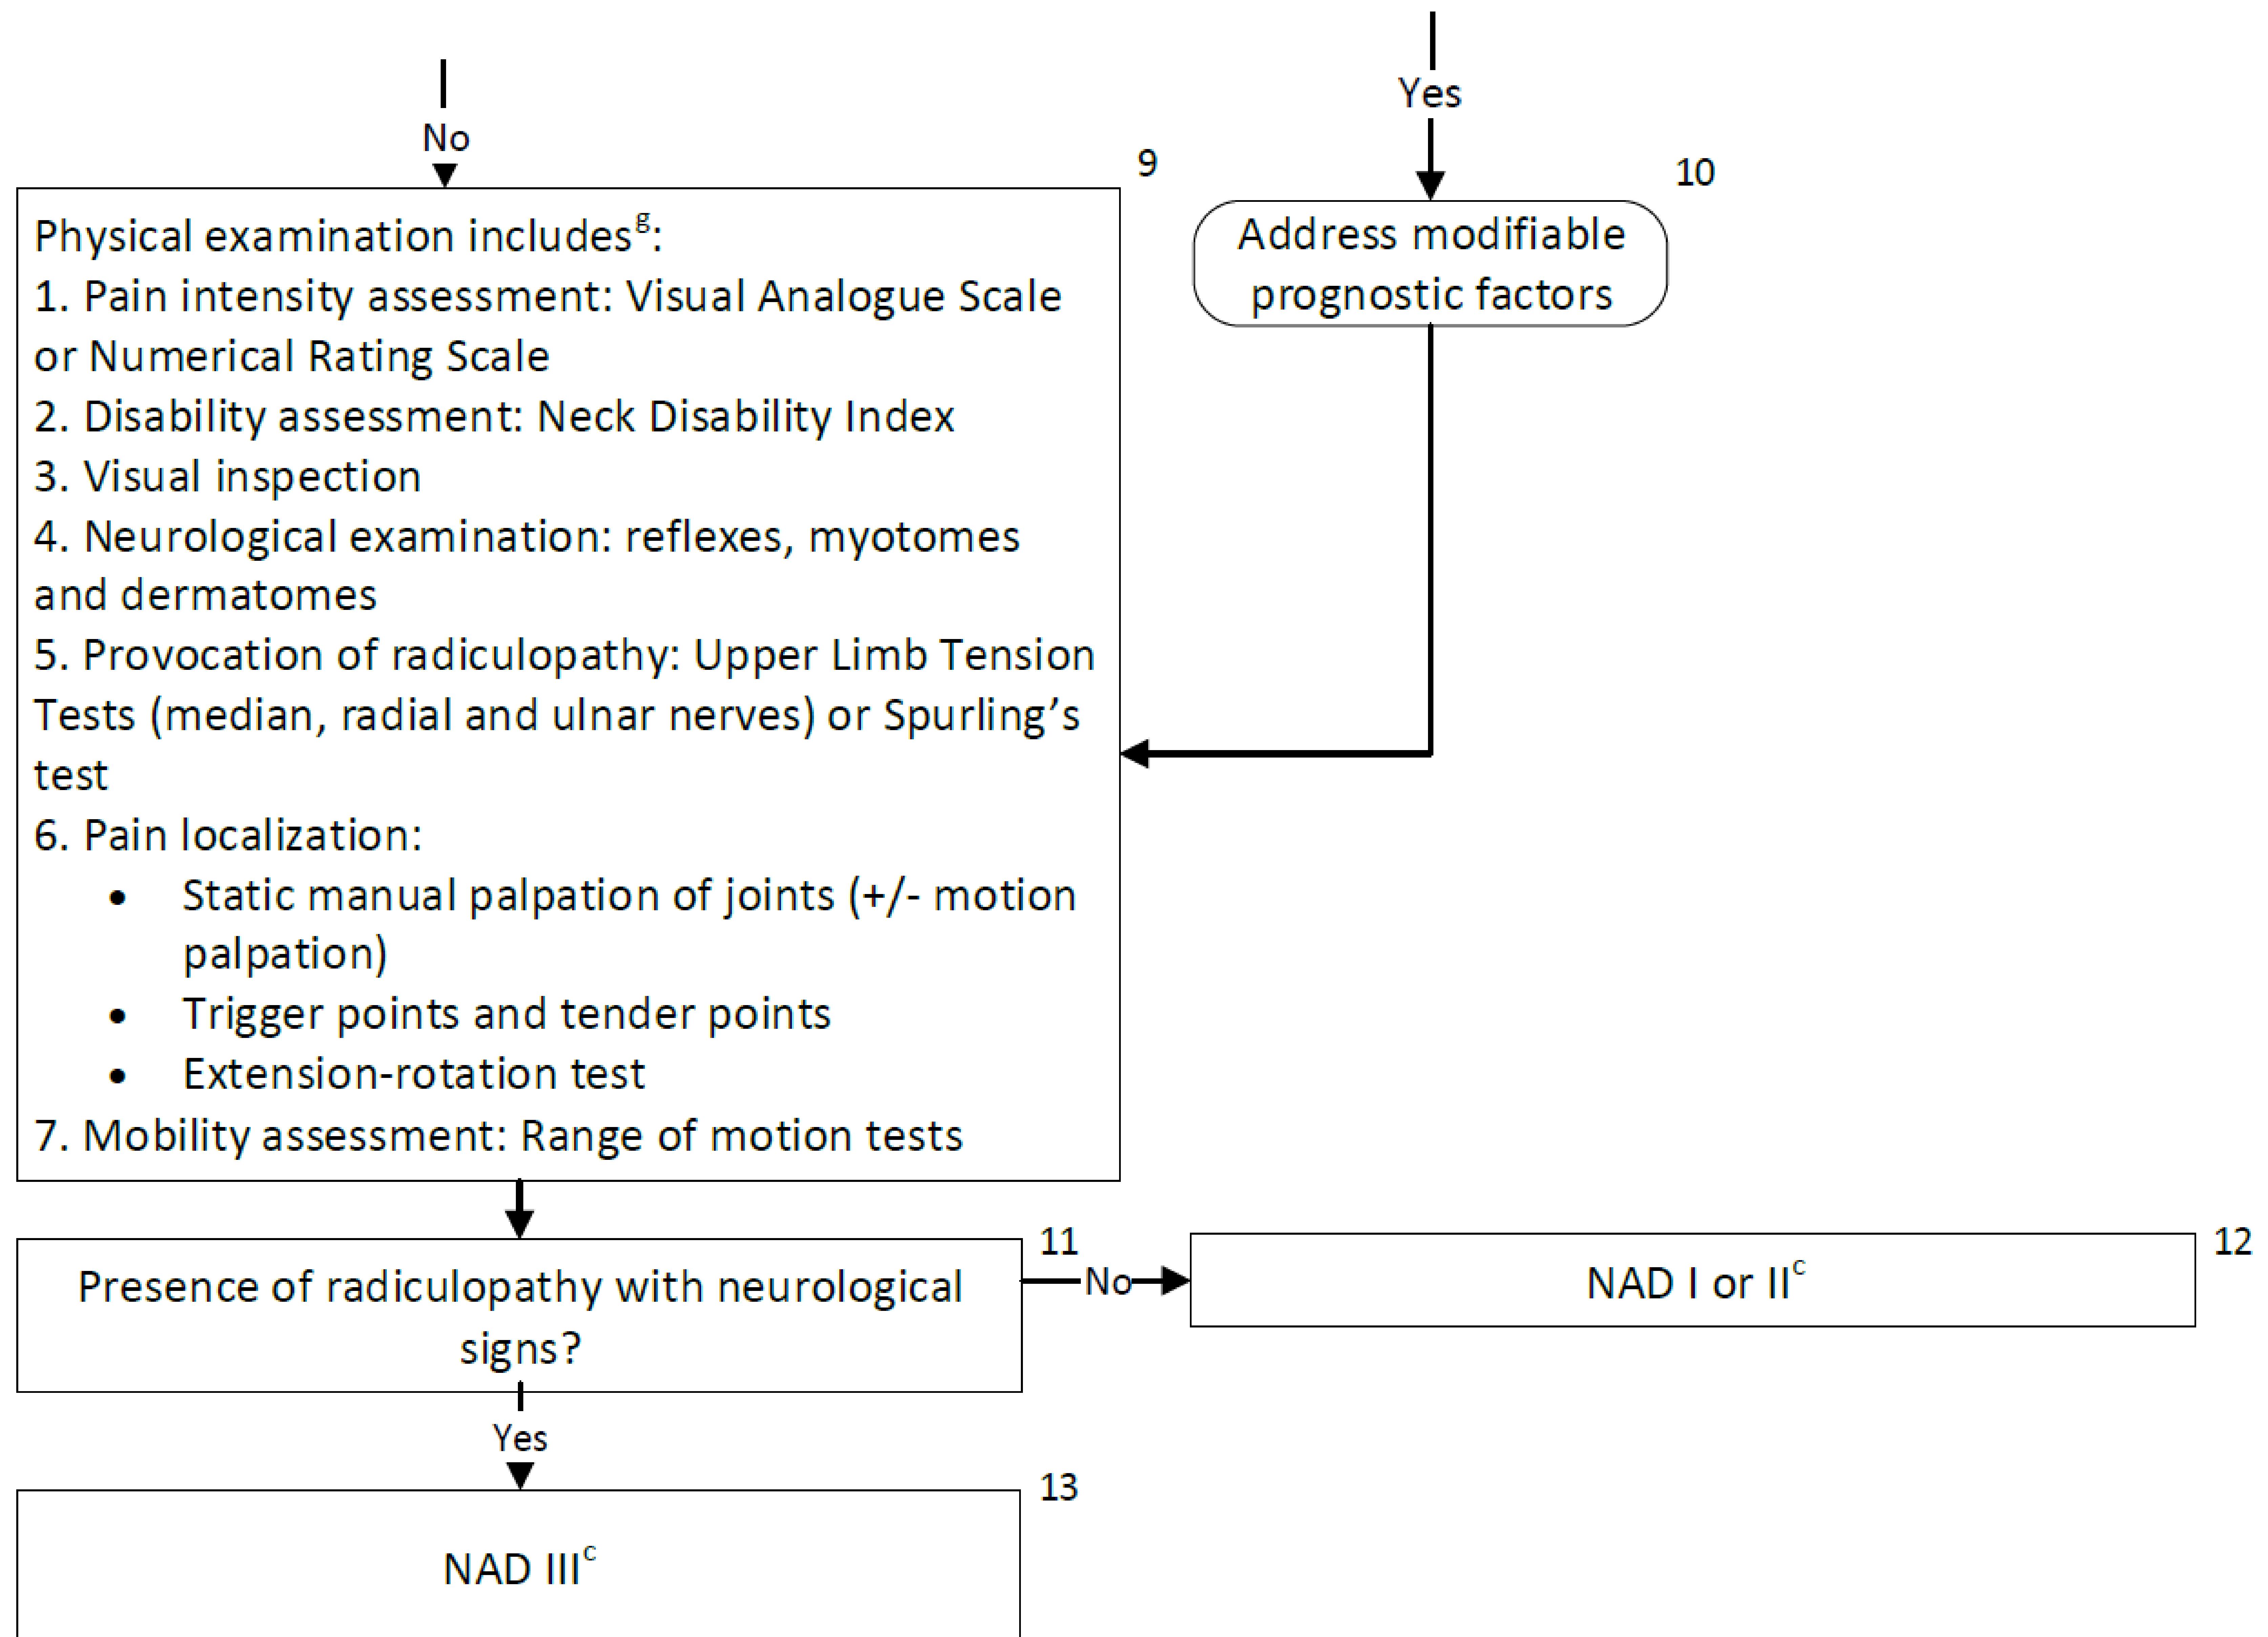 No
Yes
9
10
Physical examination includesᵍ:
1. Pain intensity assessment: Visual Analogue Scale
or Numerical Rating Scale
2. Disability assessment: Neck Disability Index
3. Visual inspection
4. Neurological examination: reflexes, myotomes
and dermatomes
5. Provocation of radiculopathy: Upper Limb Tension
Tests (median, radial and ulnar nerves) or Spurling’s
test
6. Pain localization:
• Static manual palpation of joints (+/- motion
palpation)
• Trigger points and tender points
• Extension-rotation test
7. Mobility assessment: Range of motion tests
Address modifiable
prognostic factors
11
Presence of radiculopathy with neurological
signs?
No
12
NAD I or IIᶜ
Yes
13
NAD IIIᶜ